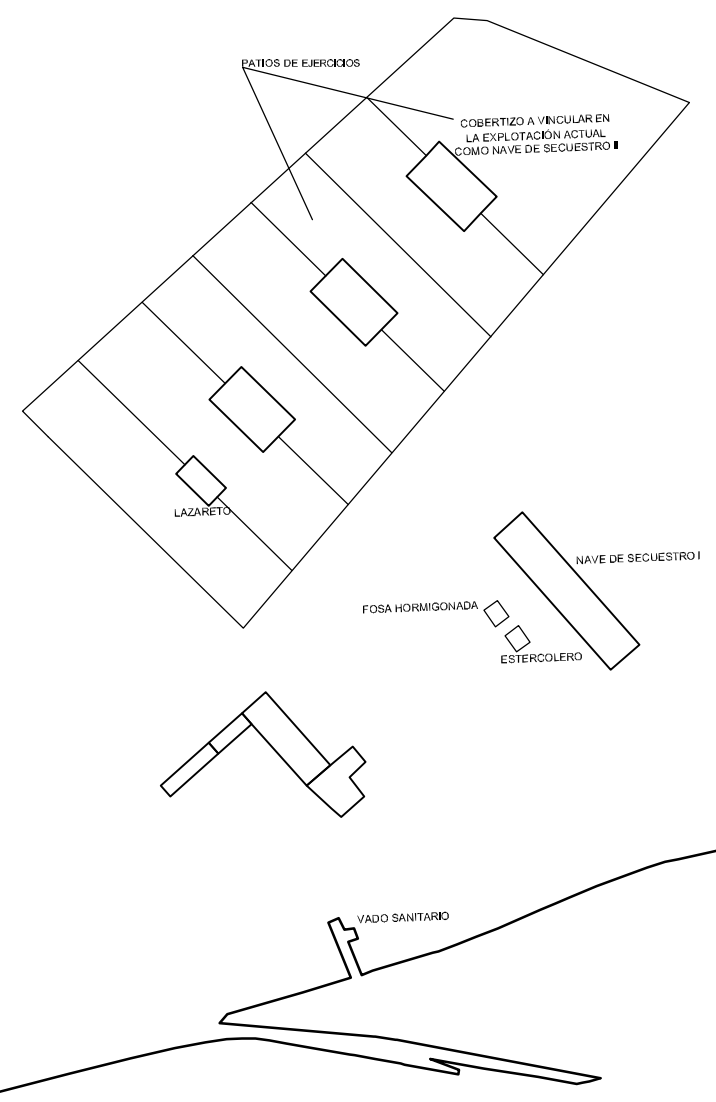 PATIOS DE EJERCICIOS
COBERTIZO A VINCULAR EN
LA EXPLOTACIÓN ACTUAL
COMO NAVE DE SECUESTRO II
LAZARETO
NAVE DE SECUESTRO I
FOSA HORMIGONADA
ESTERCOLERO
VADO SANITARIO